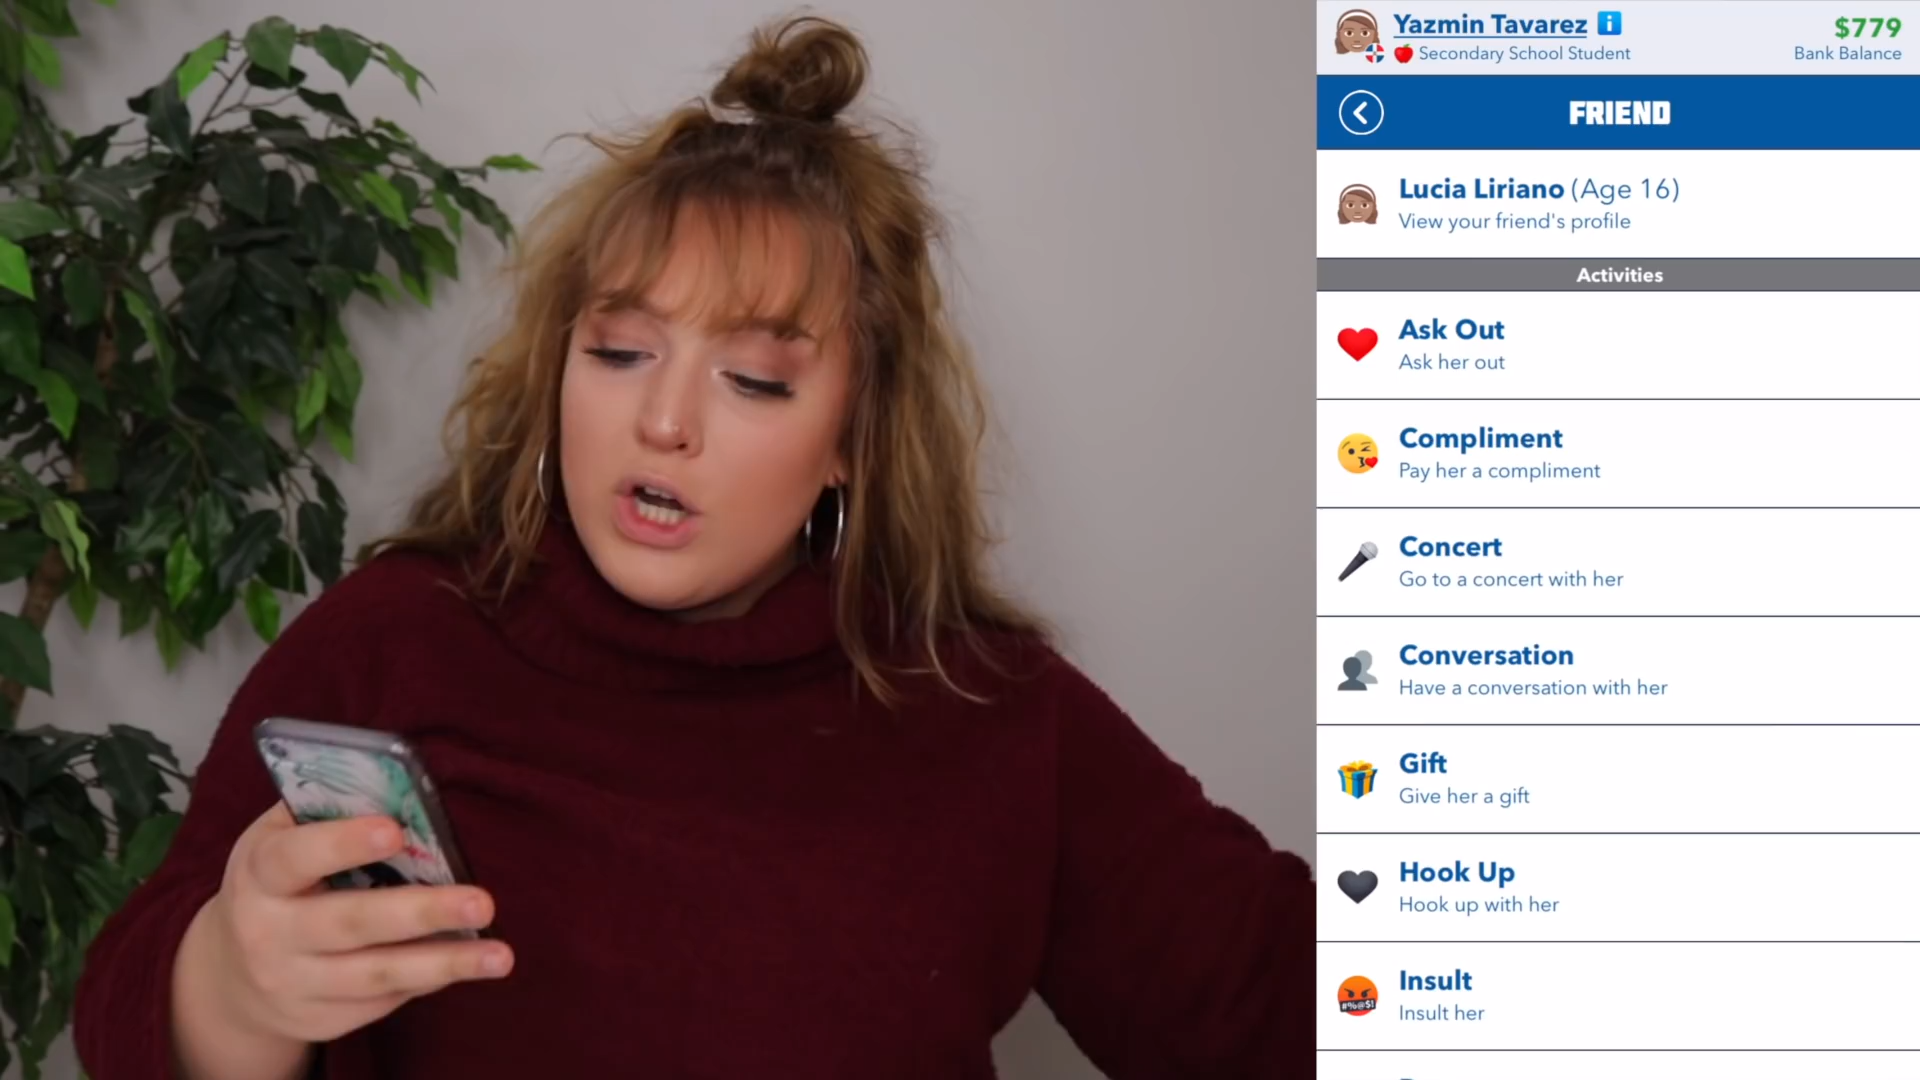 Yazmin Tavarez
$779
Secondary School Student
Bank Balance
FRIEND
Lucia Liriano (Age 16)
View your friend's profile
Activities
Ask Out
Ask her out
Compliment
Pay her a compliment
Concert
Go to a concert with her
Conversation
Have a conversation with her
Gift
Give her a gift
Hook Up
Hook up with her
Insult
Insult her